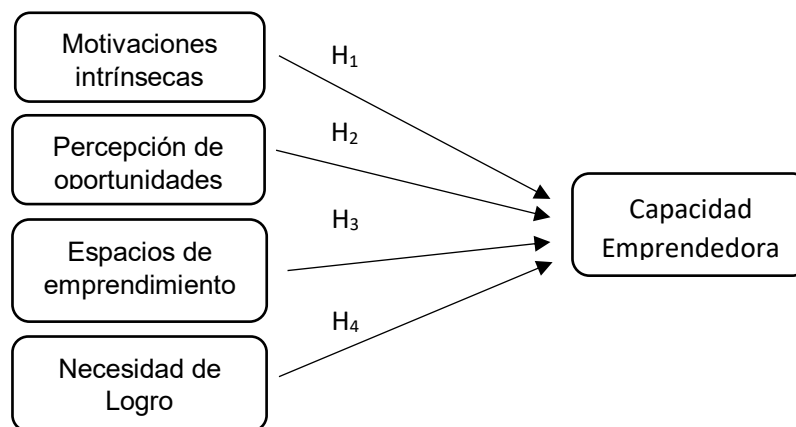 Motivaciones
intrínsecas
H₁
Percepción de
oportunidades
H₂
Espacios de
emprendimiento
H₃
Necesidad de
Logro
H₄
Capacidad
Emprendedora